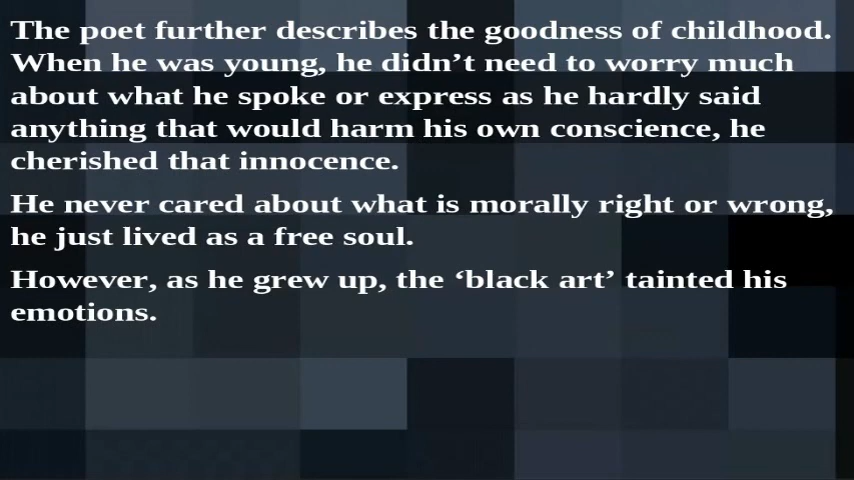 The poet further describes the goodness of childhood.
When he was young, he didn’t need to worry much
about what he spoke or express as he hardly said
anything that would harm his own conscience, he
cherished that innocence.
He never cared about what is morally right or wrong,
he just lived as a free soul.
However, as he grew up, the ‘black art’ tainted his
emotions.